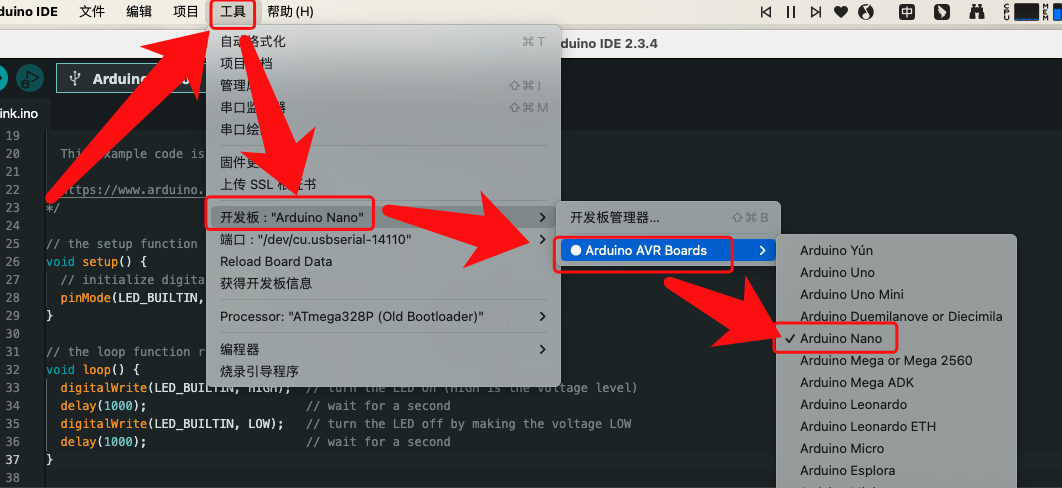 duino IDE 文件 编辑 项目 工具 帮助 (H)
duino IDE 2.3.4
Arduino
ink.ino
自动格式化 ⌘ T
项目 档
管理 ⇧ ⌘ I
串口监 器 ⇧ ⌘ M
串口绘
固件更
上传 SSL 根证书
开发板 : "Arduino Nano"
端口 : "/dev/cu.usbserial-14110"
Reload Board Data
获得开发板信息
Processor: "ATmega328P (Old Bootloader)"
编程器
烧录引导程序
开发板管理器... ⇧ ⌘ B
Arduino AVR Boards
Arduino Yún
Arduino Uno
Arduino Uno Mini
Arduino Duemilanove or Diecimila
✓ Arduino Nano
Arduino Mega or Mega 2560
Arduino Mega ADK
Arduino Leonardo
Arduino Leonardo ETH
Arduino Micro
Arduino Esplora
19
20 This example code is
21
22 https://www.arduino.
23 */
24
25 // the setup function
26 void setup() {
27 // initialize digita
28 pinMode(LED_BUILTIN,
29 }
30
31 // the loop function r
32 void loop() {
33 digitalWrite(LED_BUILTIN, HIGH); // turn the LED on (HIGH is the voltage level)
34 delay(1000); // wait for a second
35 digitalWrite(LED_BUILTIN, LOW); // turn the LED off by making the voltage LOW
36 delay(1000); // wait for a second
37 }
38